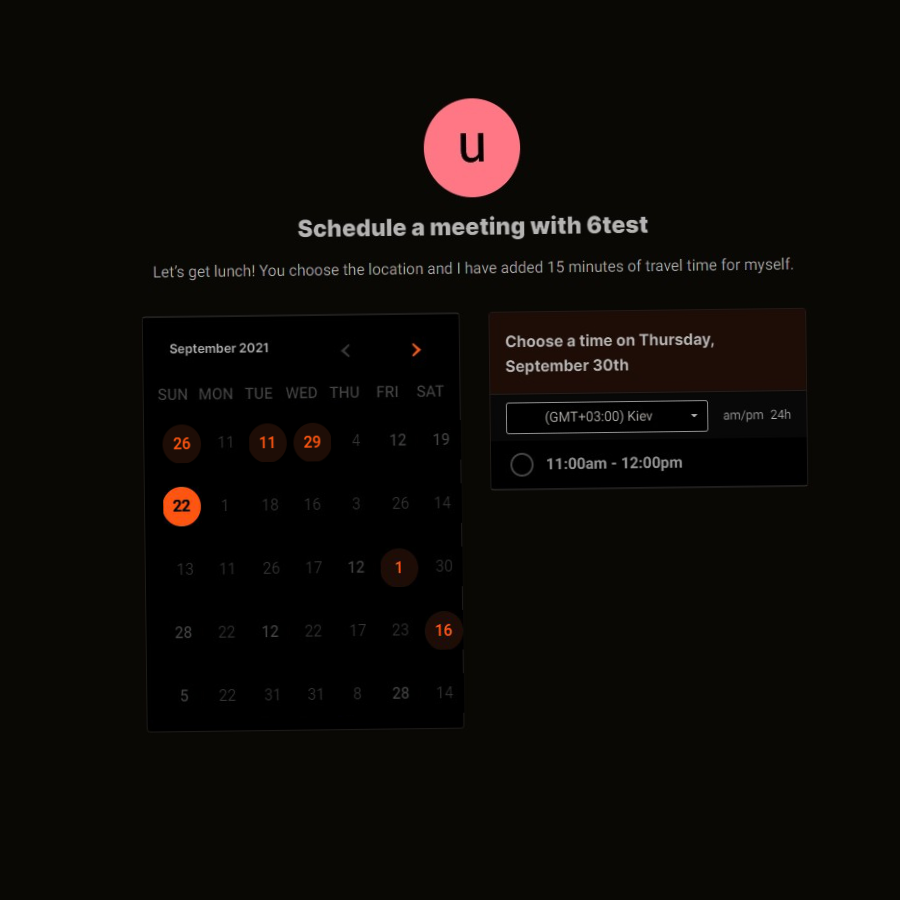 u
Schedule a meeting with 6test
Let's get lunch! You choose the location and I have added 15 minutes of travel time for myself.
September 2021
SUN MON TUE WED THU FRI SAT
26 11 11 29 4 12 19
22 1 18 16 3 26 14
13 11 26 17 12 1 30
28 22 12 22 17 23 16
5 22 31 31 8 28 14
Choose a time on Thursday,
September 30th
(GMT+03:00) Kiev am/pm 24h
11:00am - 12:00pm